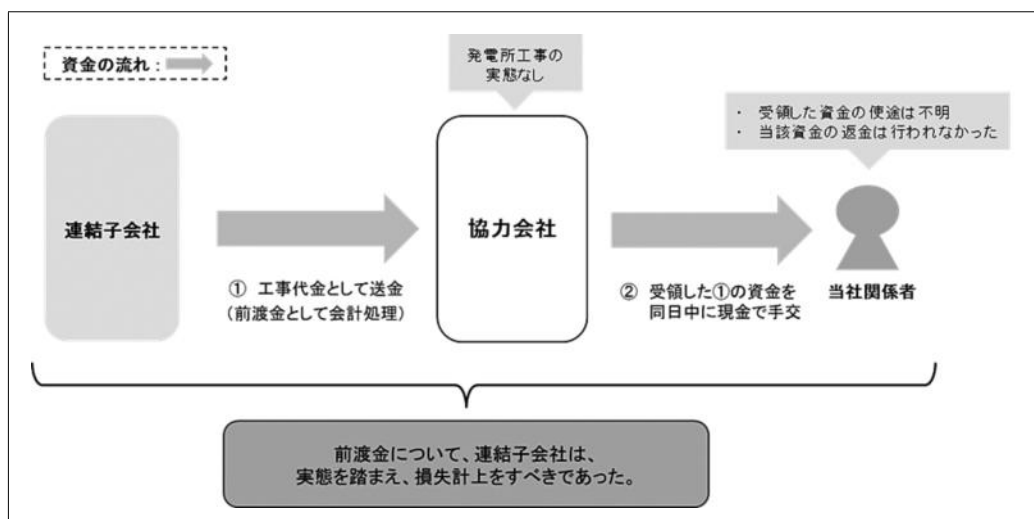 資金の流れ：
発電所工事の
実態なし
・ 受領した資金の使途は不明
・ 当該資金の返金は行われなかった
連結子会社
協力会社
① 工事代金として送金
（前渡金として会計処理）
② 受領した①の資金を
同日中に現金で手交
当社関係者
前渡金について、連結子会社は、
実態を踏まえ、損失計上をすべきであった。